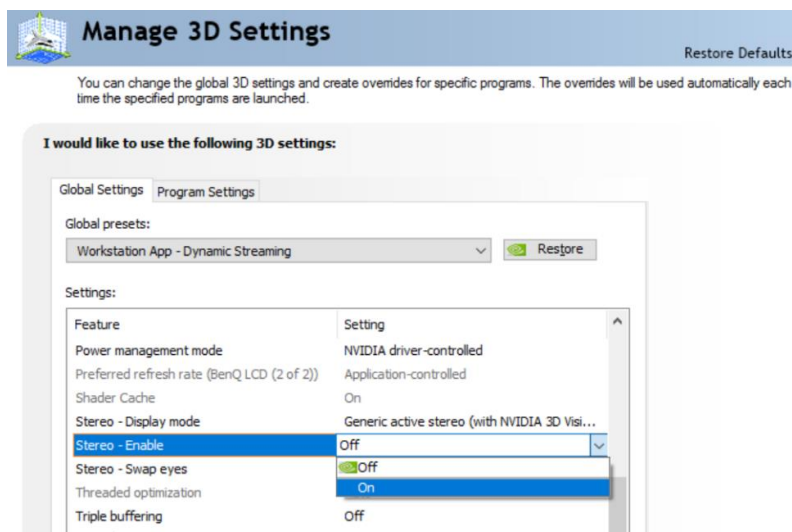 Manage 3D Settings
Restore Defaults
You can change the global 3D settings and create overrides for specific programs. The overrides will be used automatically each
time the specified programs are launched.
I would like to use the following 3D settings:
Global Settings Program Settings
Global presets:
Workstation App - Dynamic Streaming Restore
Settings:
Feature Setting
Power management mode NVIDIA driver-controlled
Preferred refresh rate (BenQ LCD (2 of 2)) Application-controlled
Shader Cache On
Stereo - Display mode Generic active stereo (with NVIDIA 3D Visi...
Stereo - Enable Off
Stereo - Swap eyes Off
Threaded optimization On
Triple buffering Off